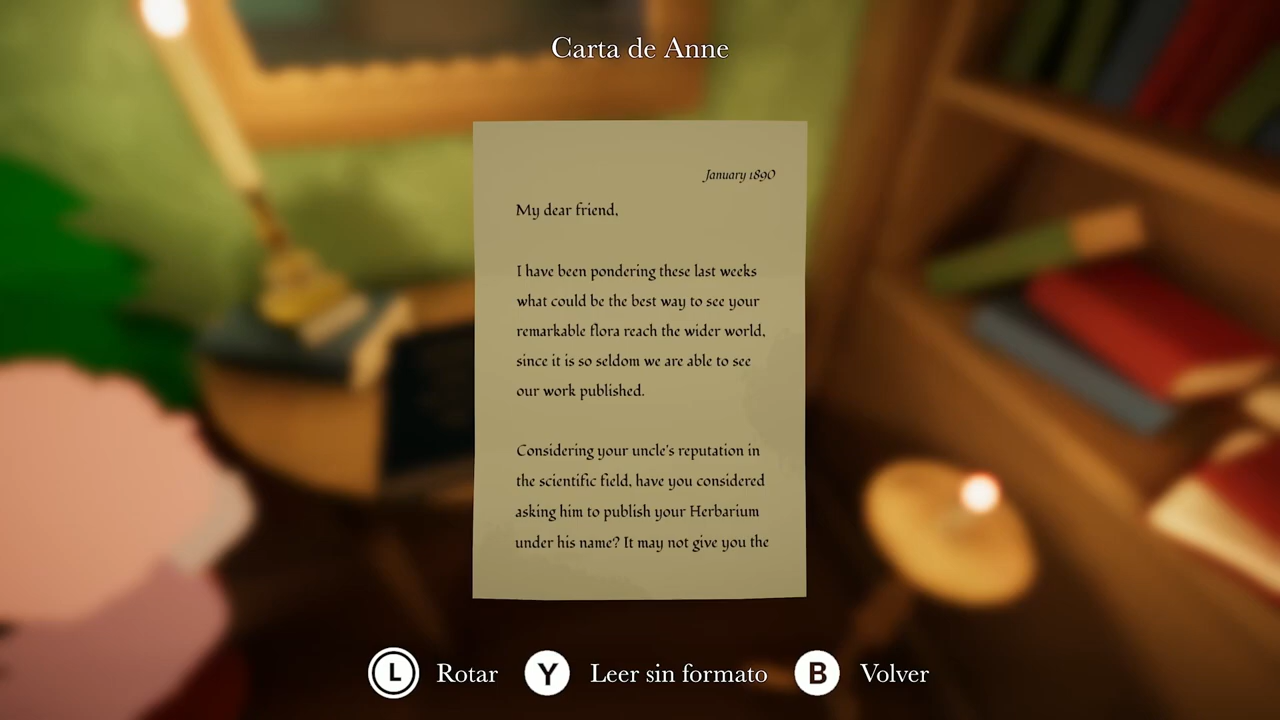 Carta de Anne
January 1890
My dear friend,
I have been pondering these last weeks
what could be the best way to see your
remarkable flora reach the wider world,
since it is so seldom we are able to see
our work published.
Considering your uncle's reputation in
the scientific field, have you considered
asking him to publish your Herbarium
under his name? It may not give you the
L Rotar Y Leer sin formato B Volver